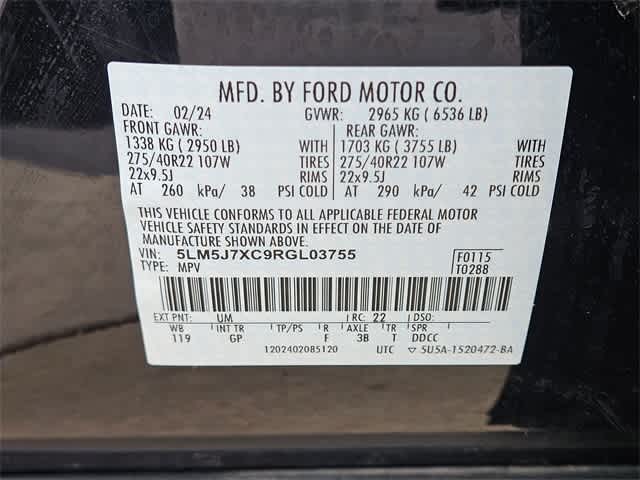 MFD. BY FORD MOTOR CO.
DATE: 02/24 GVWR: 2965 KG ( 6536 LB)
FRONT GAWR: REAR GAWR:
1338 KG ( 2950 LB) WITH 1703 KG ( 3755 LB) WITH
275/40R22 107W TIRES 275/40R22 107W TIRES
22x9.5J RIMS 22x9.5J RIMS
AT 260 kPa/ 38 PSI COLD AT 290 kPa/ 42 PSI COLD
THIS VEHICLE CONFORMS TO ALL APPLICABLE FEDERAL MOTOR
VEHICLE SAFETY STANDARDS IN EFFECT ON THE DATE OF
MANUFACTURE SHOWN ABOVE.
VIN: 5LM5J7XC9RGL03755 F0115
TYPE: MPV T0288
EXT PNT: UM RC: 22 DSO:
WB INT TR TP/PS R AXLE TR SPR
119 GP F 3B T DDCC
1202402085120 UTC ▽ 5U5A-1520472-BA